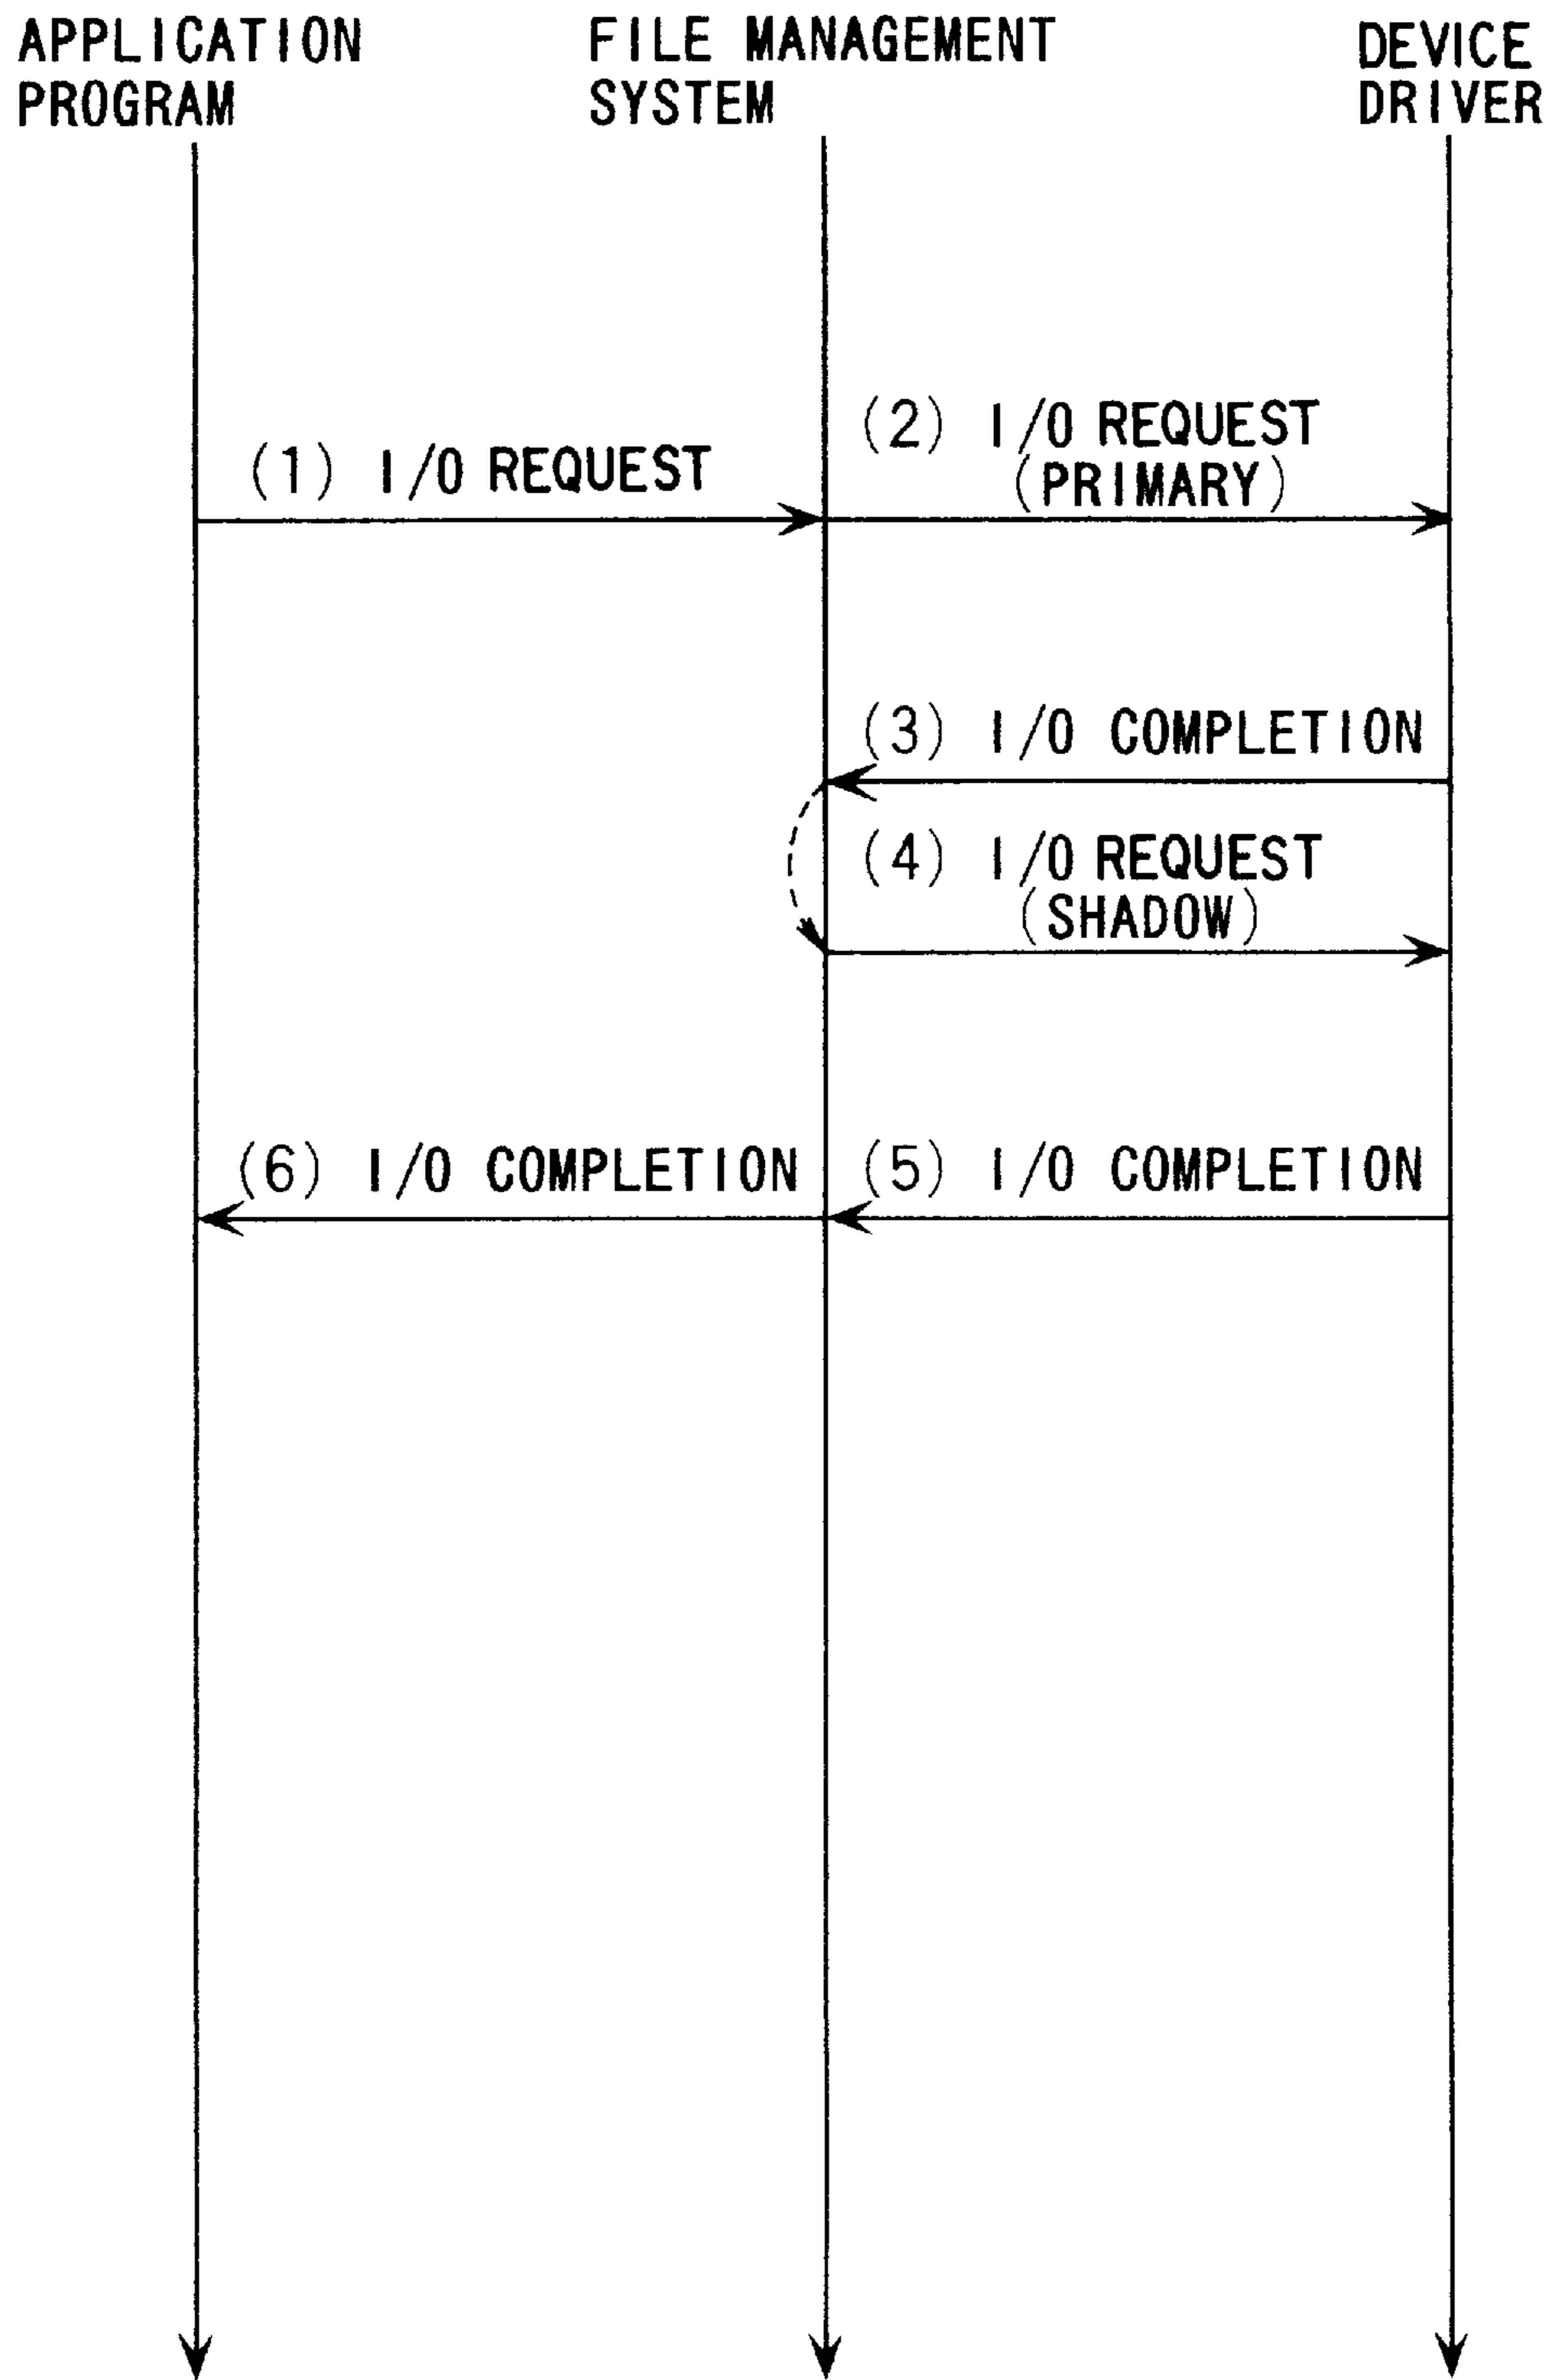 APPLICATION
PROGRAM
FILE MANAGEMENT
SYSTEM
DEVICE
DRIVER
(1) I/O REQUEST
(2) I/O REQUEST
(PRIMARY)
(3) I/O COMPLETION
(4) I/O REQUEST
(SHADOW)
(6) I/O COMPLETION
(5) I/O COMPLETION